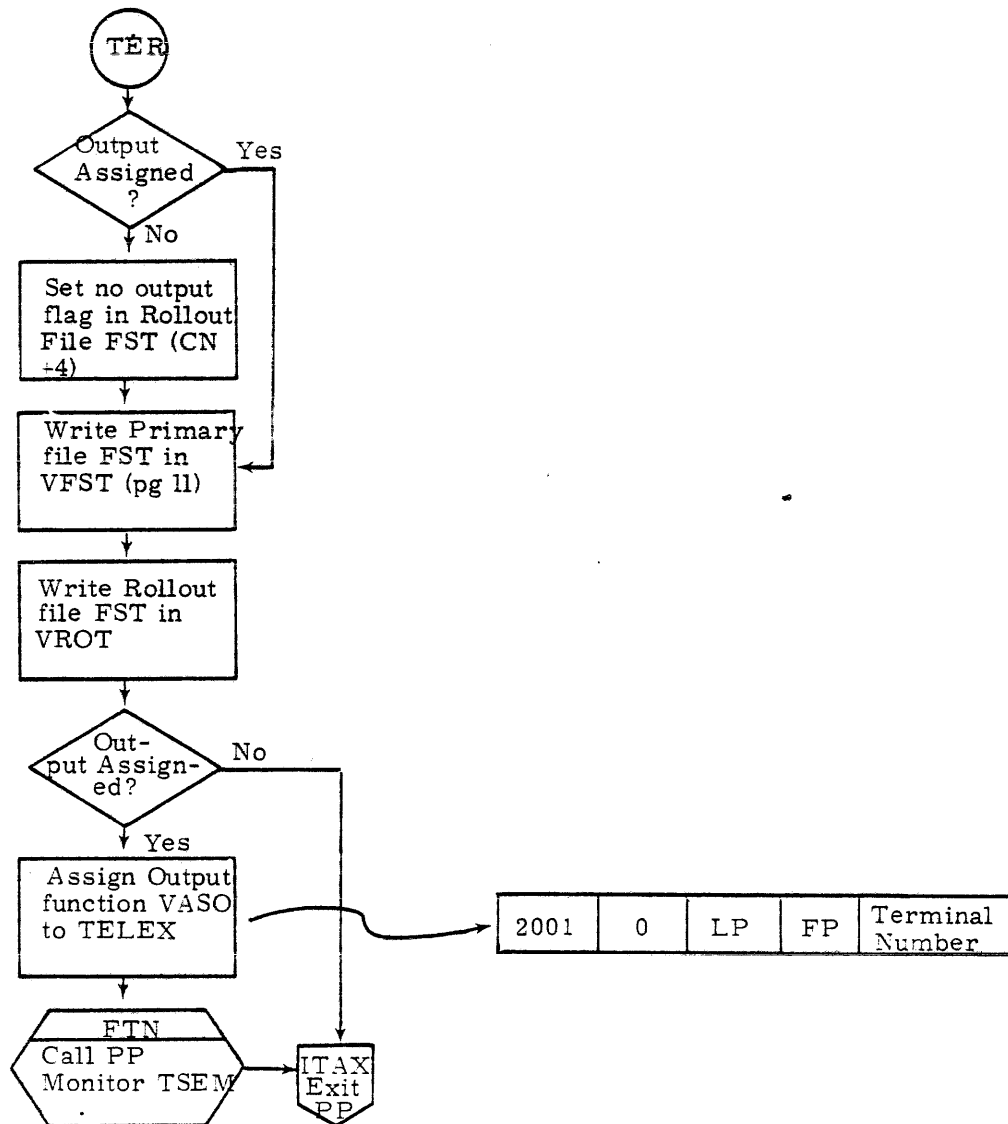 TER
Output
Assigned
?
Yes
No
Set no output
flag in Rollout
File FST (CN
+4)
Write Primary
file FST in
VFST (pg 11)
Write Rollout
file FST in
VROT
Out-
put Assign-
ed?
No
Yes
Assign Output
function VASO
to TELEX
2001 0 LP FP Terminal
Number
FTN
Call PP
Monitor TSEM
ITAX
Exit
PP